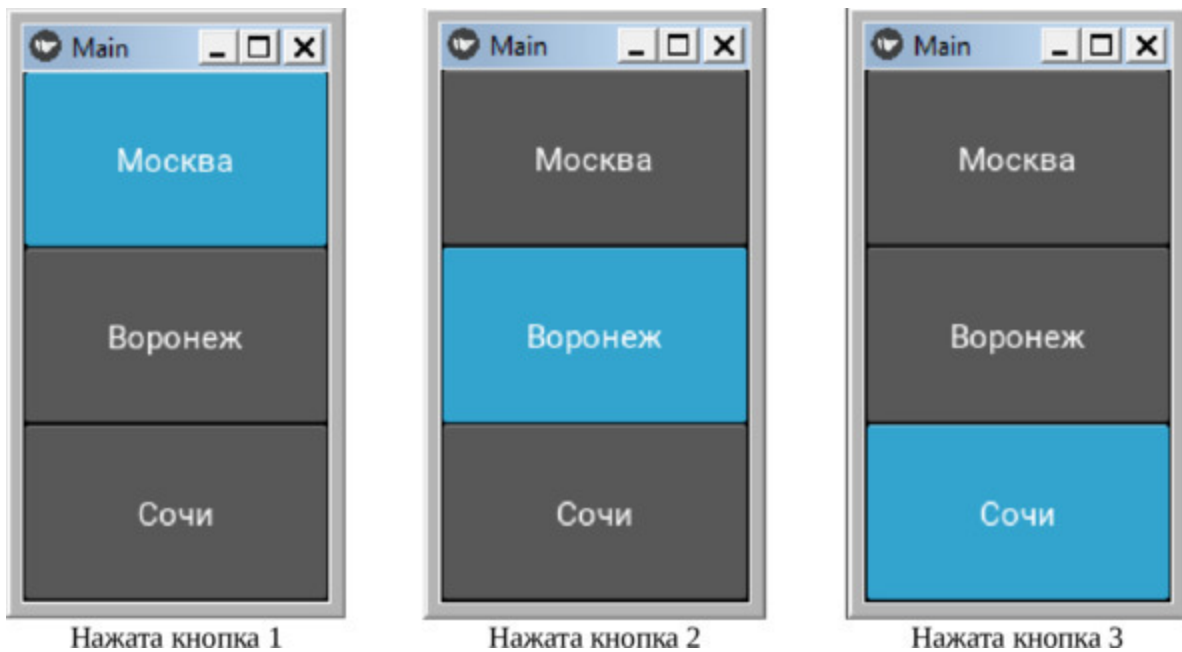 Main
Москва
Воронеж
Сочи
Нажата кнопка 1
Main
Москва
Воронеж
Сочи
Нажата кнопка 2
Main
Москва
Воронеж
Сочи
Нажата кнопка 3